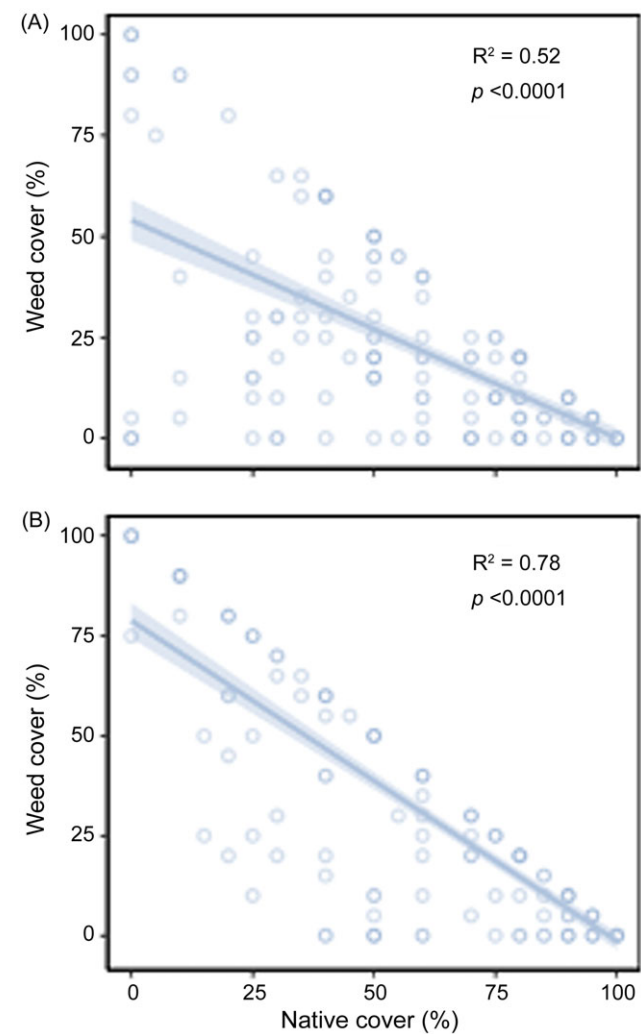 (A)
R² = 0.52
p <0.0001
Weed cover (%)
100
75
50
25
0
(B)
R² = 0.78
p <0.0001
Weed cover (%)
100
75
50
25
0
0 25 50 75 100
Native cover (%)